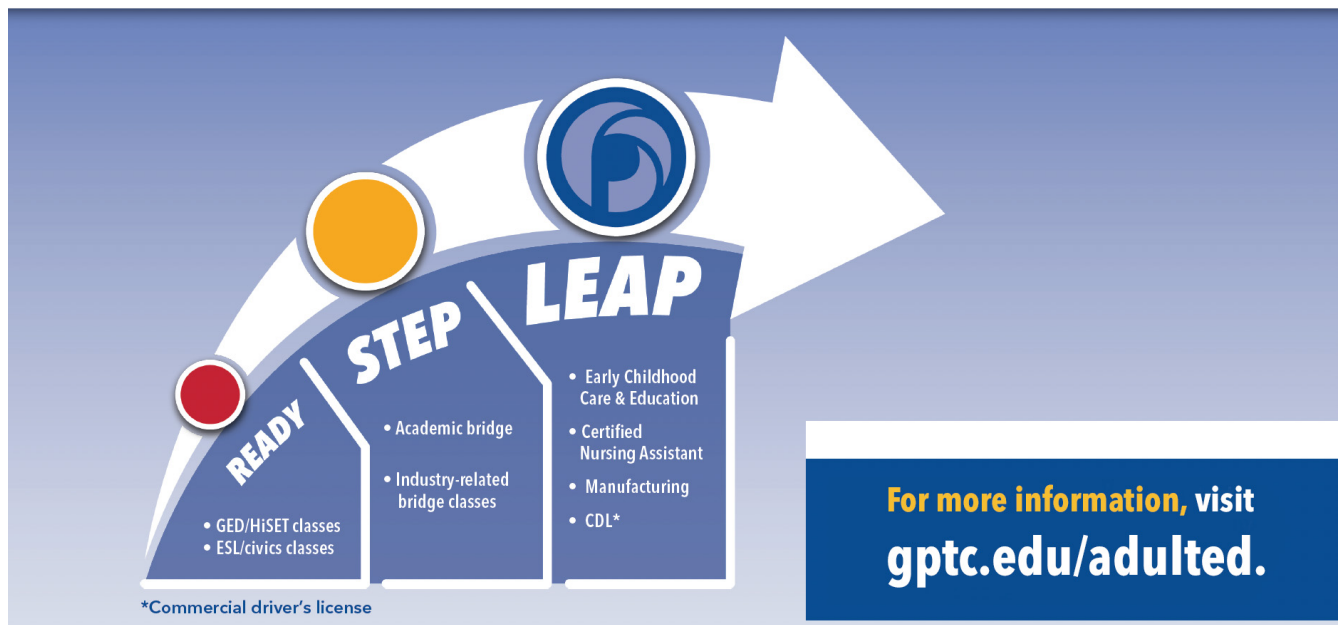 READY
• GED/HiSET classes
• ESL/civics classes
STEP
• Academic bridge
• Industry-related
bridge classes
LEAP
• Early Childhood
Care & Education
• Certified
Nursing Assistant
• Manufacturing
• CDL*
*Commercial driver's license
For more information, visit
gptc.edu/adulted.